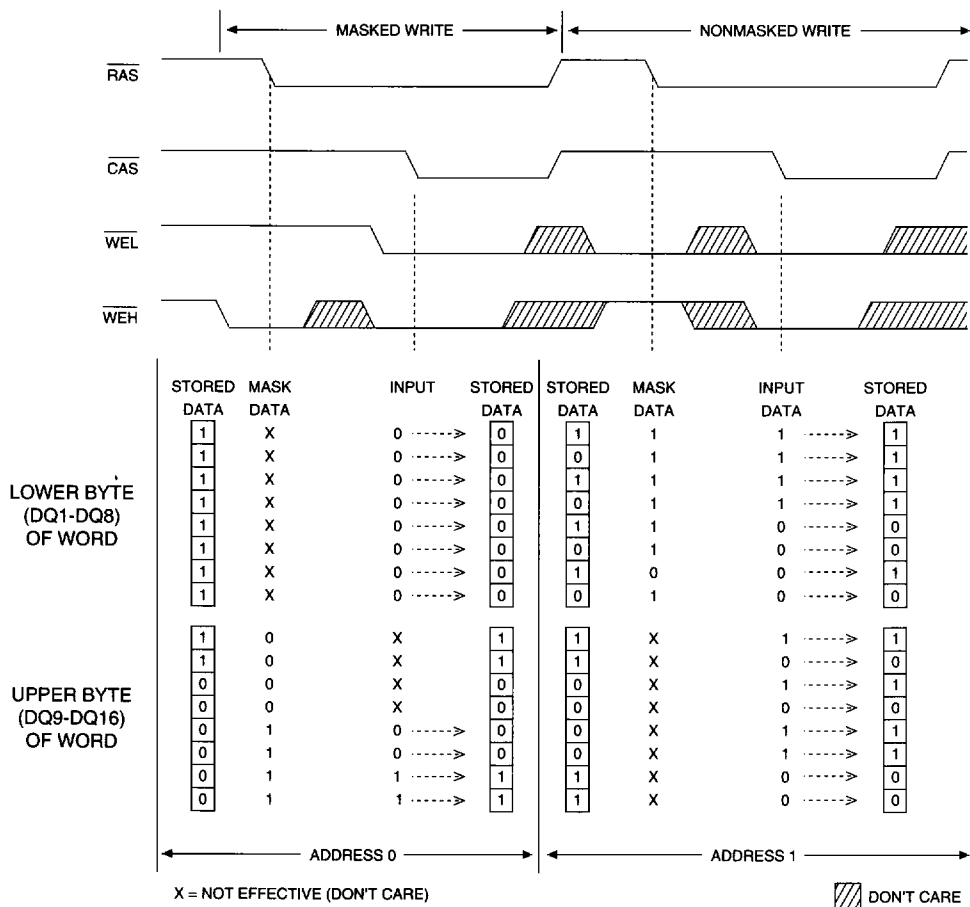 MASKED WRITE NONMASKED WRITE
RAS
CAS
WEL
WEH
STORED MASK INPUT STORED STORED MASK INPUT STORED
DATA DATA DATA DATA DATA DATA DATA
1 X 0 0 1 1 1 1
1 X 0 0 0 1 1 1
1 X 0 0 1 1 1 1
1 X 0 0 0 1 1 1
1 X 0 0 1 1 0 0
1 X 0 0 0 1 0 0
1 X 0 0 1 0 0 1
1 X 0 0 0 1 0 0
LOWER BYTE
(DQ1-DQ8)
OF WORD
1 0 X 1 1 X 1 1
1 0 X 1 1 X 0 0
0 0 X 0 0 X 1 1
0 0 X 0 0 X 0 0
0 1 0 0 0 X 1 1
0 1 0 0 0 X 1 1
0 1 1 1 1 X 0 0
0 1 1 1 1 X 0 0
UPPER BYTE
(DQ9-DQ16)
OF WORD
ADDRESS 0 ADDRESS 1
X = NOT EFFECTIVE (DON'T CARE) DON'T CARE